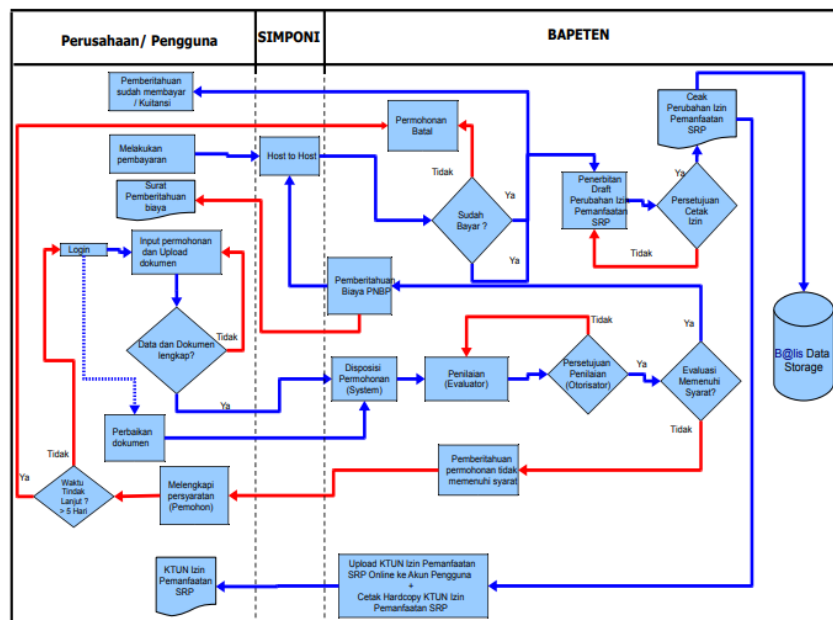 Perusahaan/ Pengguna
SIMPONI
BAPETEN
Pemberitahuan
sudah membayar
/ Kuitansi
Permohonan
Batal
Ceak
Perubahan Izin
Pemanfaatan
SRP
Melakukan
pembayaran
Host to Host
Tidak
Ya
Ya
Surat
Pemberitahuan
biaya
Sudah
Bayar ?
Penerbitan
Draft
Perubahan Izin
Pemanfaatan
SRP
Persetujuan
Cetak
Izin
Ya
Tidak
Login
Input permohonan
dan Upload
dokumen
Pemberitahuan
Biaya PNBP
Tidak
Ya
Data dan Dokumen
lengkap?
Tidak
B@lis Data
Storage
Disposisi
Permohonan
(System)
Penilaian
(Evaluator)
Persetujuan
Penilaian
(Otorisator)
Ya
Evaluasi
Memenuhi
Syarat?
Ya
Perbaikan
dokumen
Tidak
Tidak
Ya
Waktu
Tindak
Lanjut ?
> 5 Hari
Melengkapi
persyaratan
(Pemohon)
Pemberitahuan
permohonan tidak
memenuhi syarat
KTUN Izin
Pemanfaatan
SRP
Upload KTUN Izin Pemanfaatan
SRP Online ke Akun Pengguna
+
Cetak Hardcopy KTUN Izin
Pemanfaatan SRP